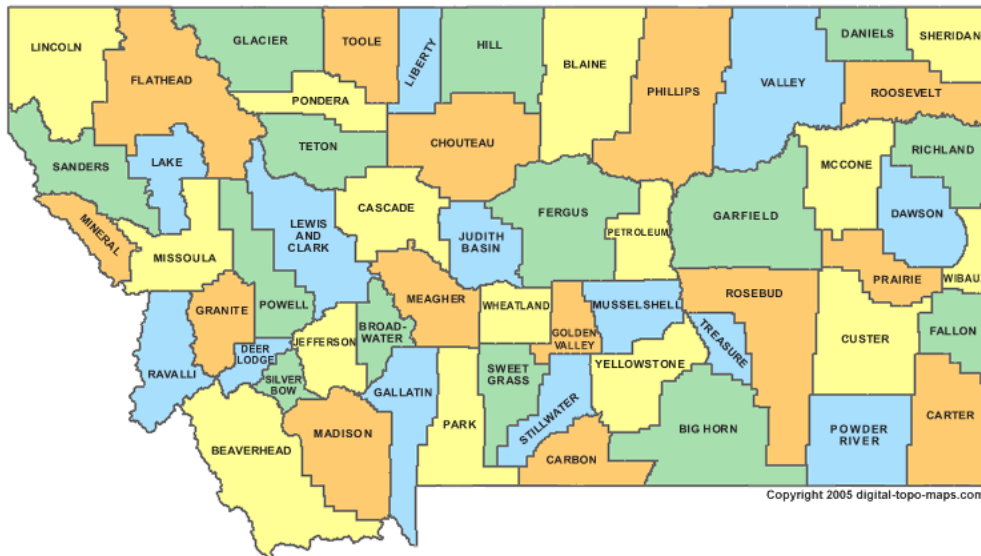 LINCOLN
FLATHEAD
GLACIER
TOOLE
LIBERTY
HILL
BLAINE
PHILLIPS
VALLEY
DANIELS
SHERIDAN
ROOSEVELT
PONDERA
SANDERS
LAKE
TETON
CHOUTEAU
MCCONE
RICHLAND
MINERAL
MISSOULA
LEWIS
AND
CLARK
CASCADE
JUDITH
BASIN
FERGUS
PETROLEUM
GARFIELD
DAWSON
PRAIRIE
WIBAUX
GRANITE
POWELL
MEAGHER
WHEATLAND
GOLDEN
VALLEY
MUSSELSHELL
ROSEBUD
TREASURE
CUSTER
FALLON
RAVALLI
DEER
LODGE
JEFFERSON
BROAD-
WATER
SILVER
BOW
GALLATIN
SWEET
GRASS
YELLOWSTONE
BEAVERHEAD
MADISON
PARK
STILLWATER
CARBON
BIG HORN
POWDER
RIVER
CARTER
Copyright 2005 digital-topo-maps.com